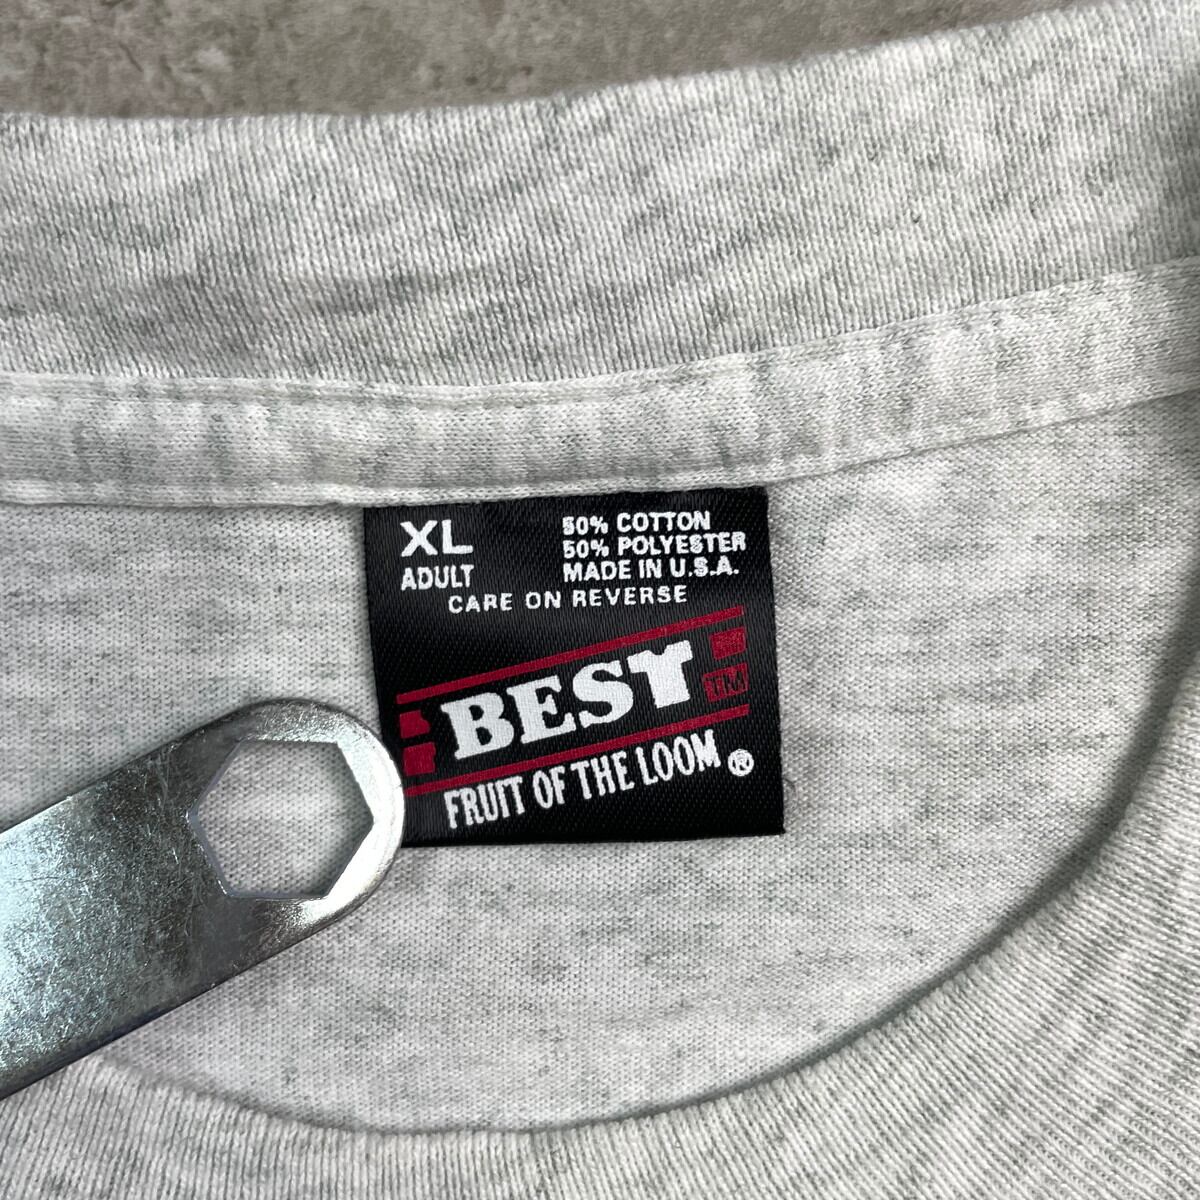 XL
ADULT
50% COTTON
50% POLYESTER
MADE IN U.S.A.
CARE ON REVERSE
BEST TM
FRUIT OF THE LOOM ®